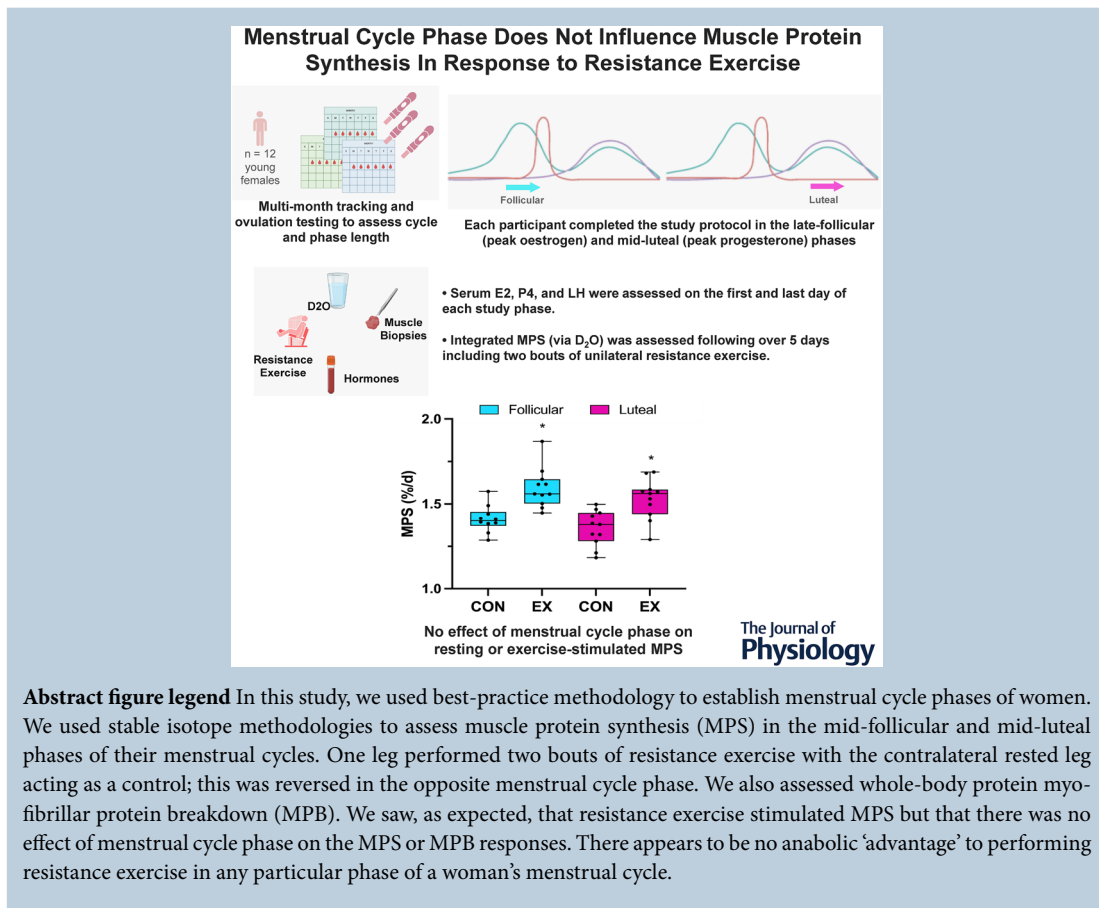 Menstrual Cycle Phase Does Not Influence Muscle Protein
Synthesis In Response to Resistance Exercise
n = 12
young
females
Multi-month tracking and
ovulation testing to assess cycle
and phase length
Follicular
Luteal
Each participant completed the study protocol in the late-follicular
(peak oestrogen) and mid-luteal (peak progesterone) phases
D2O
Muscle
Biopsies
Resistance
Exercise
Hormones
• Serum E2, P4, and LH were assessed on the first and last day of
each study phase.
• Integrated MPS (via D₂O) was assessed following over 5 days
including two bouts of unilateral resistance exercise.
Follicular
Luteal
MPS (%/d)
2.0
1.5
1.0
*
*
CON
EX
CON
EX
No effect of menstrual cycle phase on
resting or exercise-stimulated MPS
The Journal of
Physiology
Abstract figure legend In this study, we used best-practice methodology to establish menstrual cycle phases of women.
We used stable isotope methodologies to assess muscle protein synthesis (MPS) in the mid-follicular and mid-luteal
phases of their menstrual cycles. One leg performed two bouts of resistance exercise with the contralateral rested leg
acting as a control; this was reversed in the opposite menstrual cycle phase. We also assessed whole-body protein myo-
fibrillar protein breakdown (MPB). We saw, as expected, that resistance exercise stimulated MPS but that there was no
effect of menstrual cycle phase on the MPS or MPB responses. There appears to be no anabolic ‘advantage’ to performing
resistance exercise in any particular phase of a woman’s menstrual cycle.